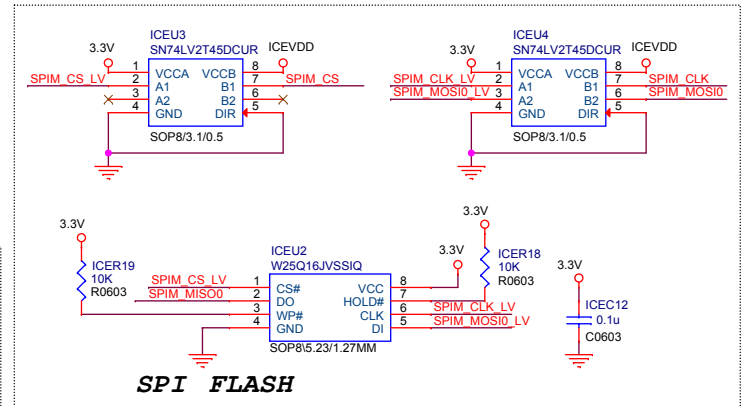 ICEU3
SN74LV2T45DCUR
3.3V
ICEVDD
SPIM_CS_LV
1 VCCA VCCB 8
2 A1 B1 7
3 A2 B2 6
4 GND DIR 5
SPIM_CS
SOP8/3.1/0.5
ICEU4
SN74LV2T45DCUR
3.3V
ICEVDD
SPIM_CLK_LV
SPIM_MOSI0_LV
1 VCCA VCCB 8
2 A1 B1 7
3 A2 B2 6
4 GND DIR 5
SPIM_CLK
SPIM_MOSI0
SOP8/3.1/0.5
3.3V
ICER19
10K
R0603
ICEU2
W25Q16JVSSIQ
SPIM_CS_LV
SPIM_MISO0
1 CS# VCC 8
2 DO HOLD# 7
3 WP# CLK 6
4 GND DI 5
SPIM_CLK_LV
SPIM_MOSI0_LV
SOP8\5.23/1.27MM
3.3V
3.3V
ICER18
10K
R0603
3.3V
ICEC12
0.1u
C0603
SPI FLASH